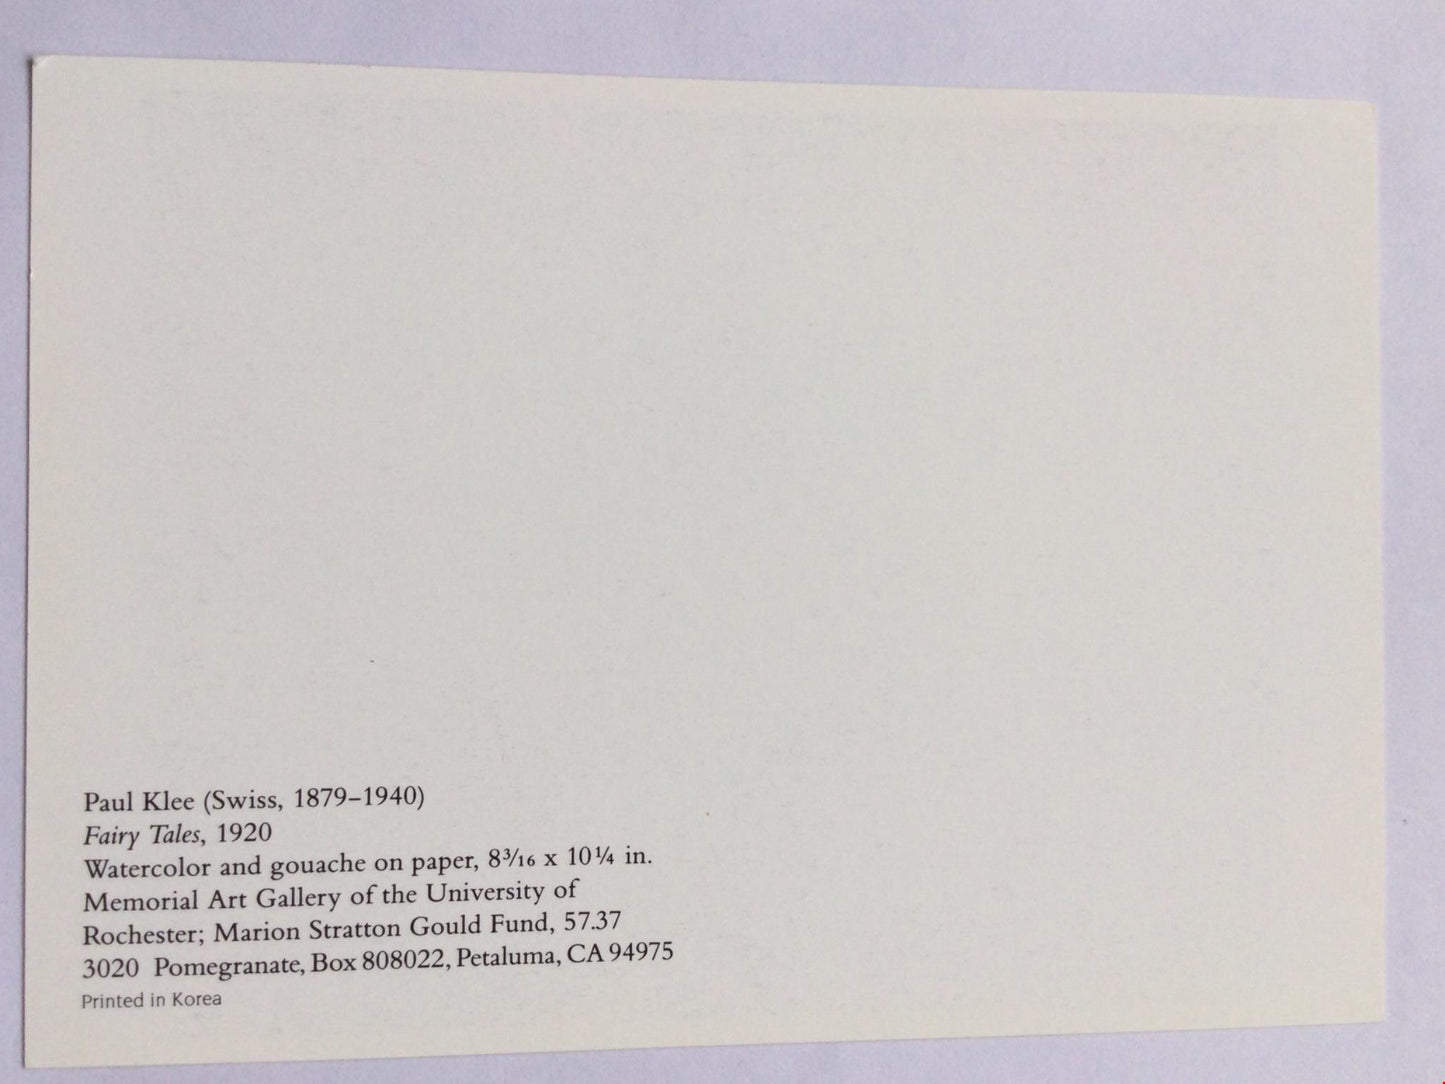 Paul Klee (Swiss, 1879–1940)
Fairy Tales, 1920
Watercolor and gouache on paper, 8³⁄₁₆ x 10¼ in.
Memorial Art Gallery of the University of
Rochester; Marion Stratton Gould Fund, 57.37
3020 Pomegranate, Box 808022, Petaluma, CA 94975
Printed in Korea